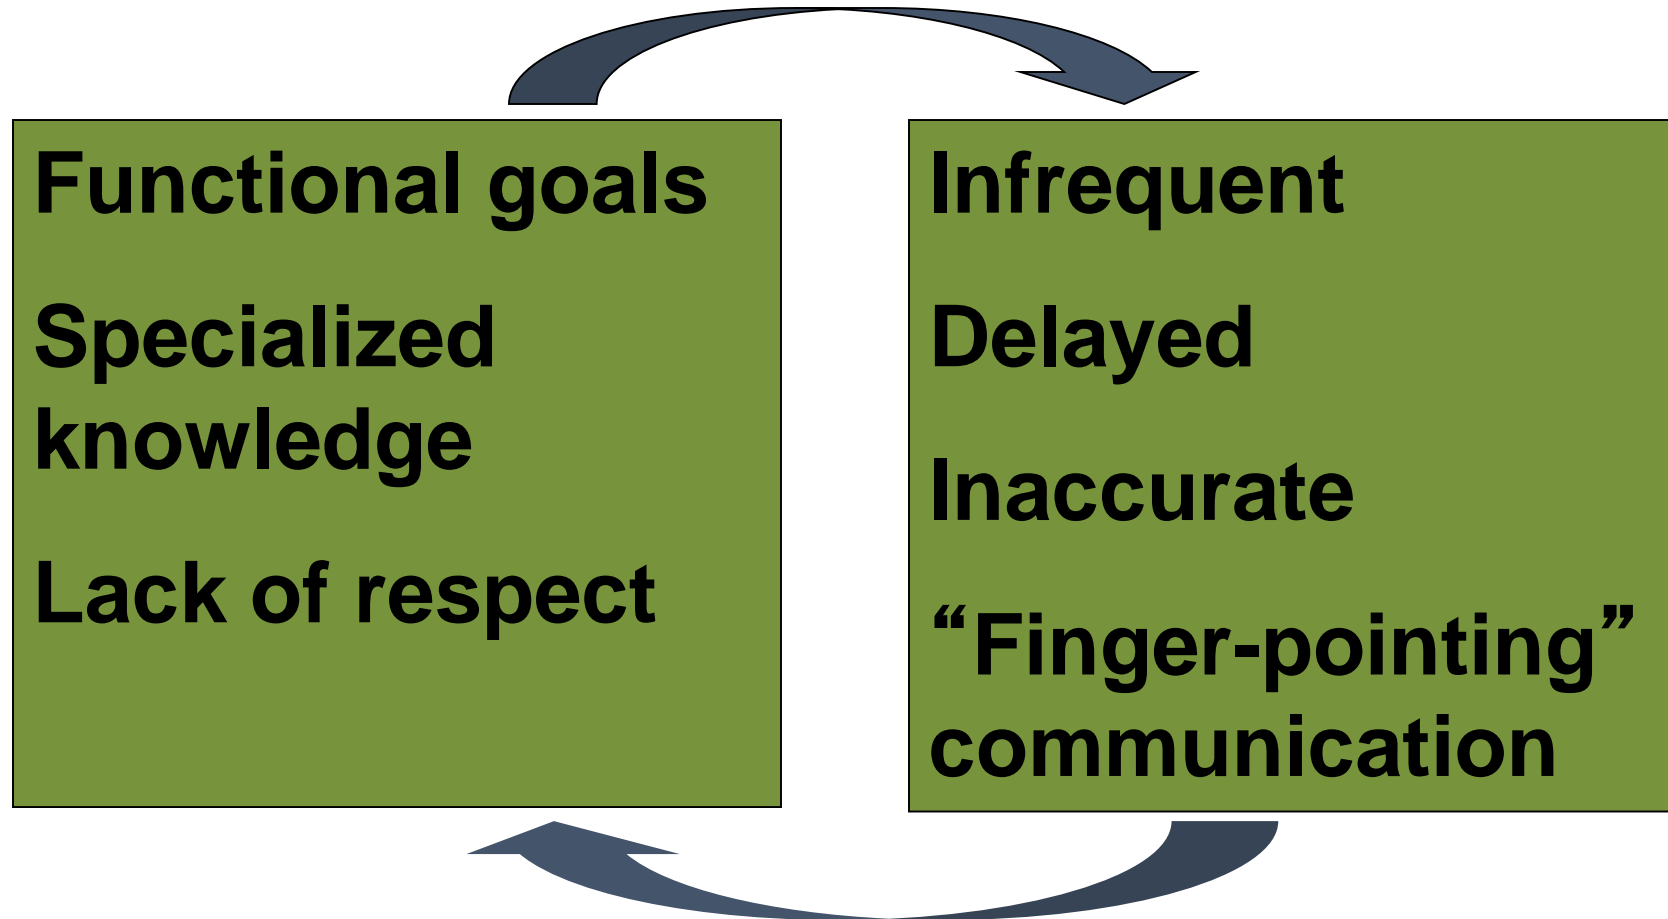 Functional goals
Specialized
knowledge
Lack of respect
Infrequent
Delayed
Inaccurate
“Finger-pointing”
communication